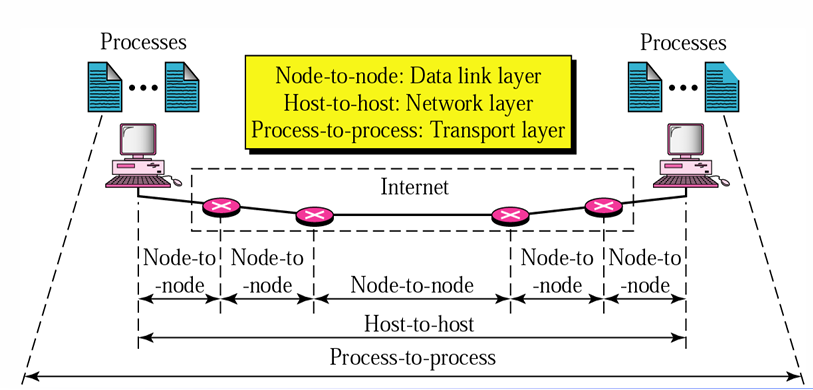 Processes
Processes
Node-to-node: Data link layer
Host-to-host: Network layer
Process-to-process: Transport layer
Internet
Node-to
-node
Node-to
-node
Node-to-node
Node-to
-node
Node-to
-node
Host-to-host
Process-to-process